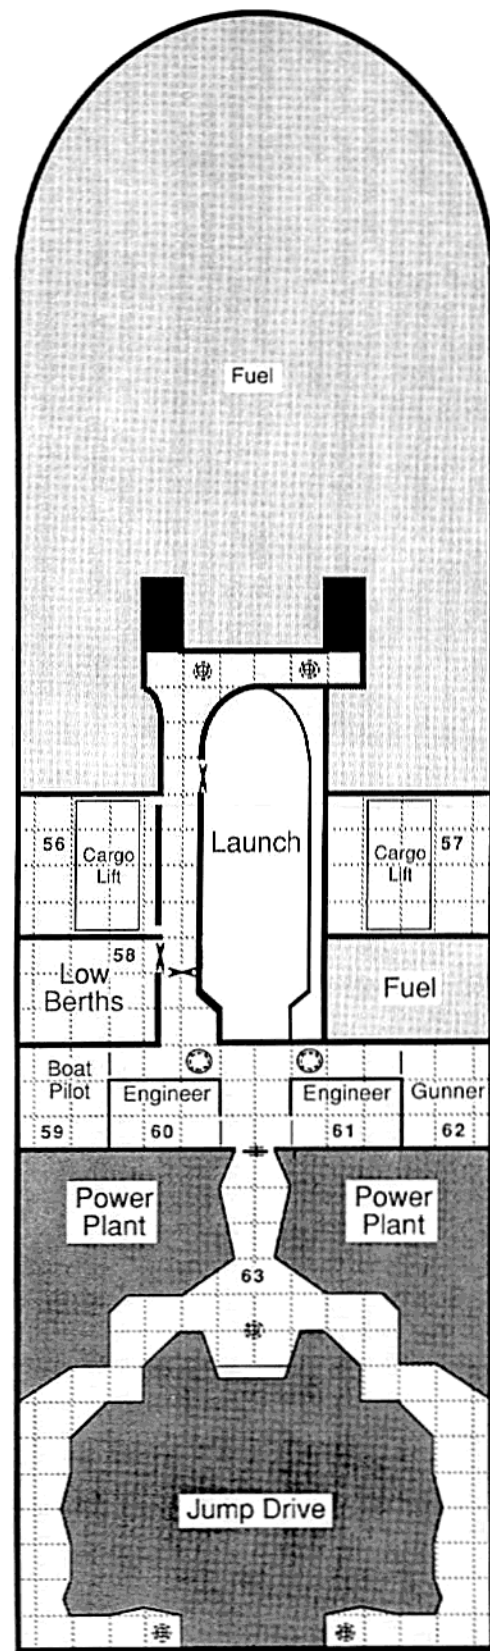 Fuel
Launch
56
Cargo
Lift
57
Cargo
Lift
58
Low
Berths
Fuel
Boat
Pilot
Engineer
Engineer
Gunner
59
60
61
62
Power
Plant
Power
Plant
63
Jump Drive